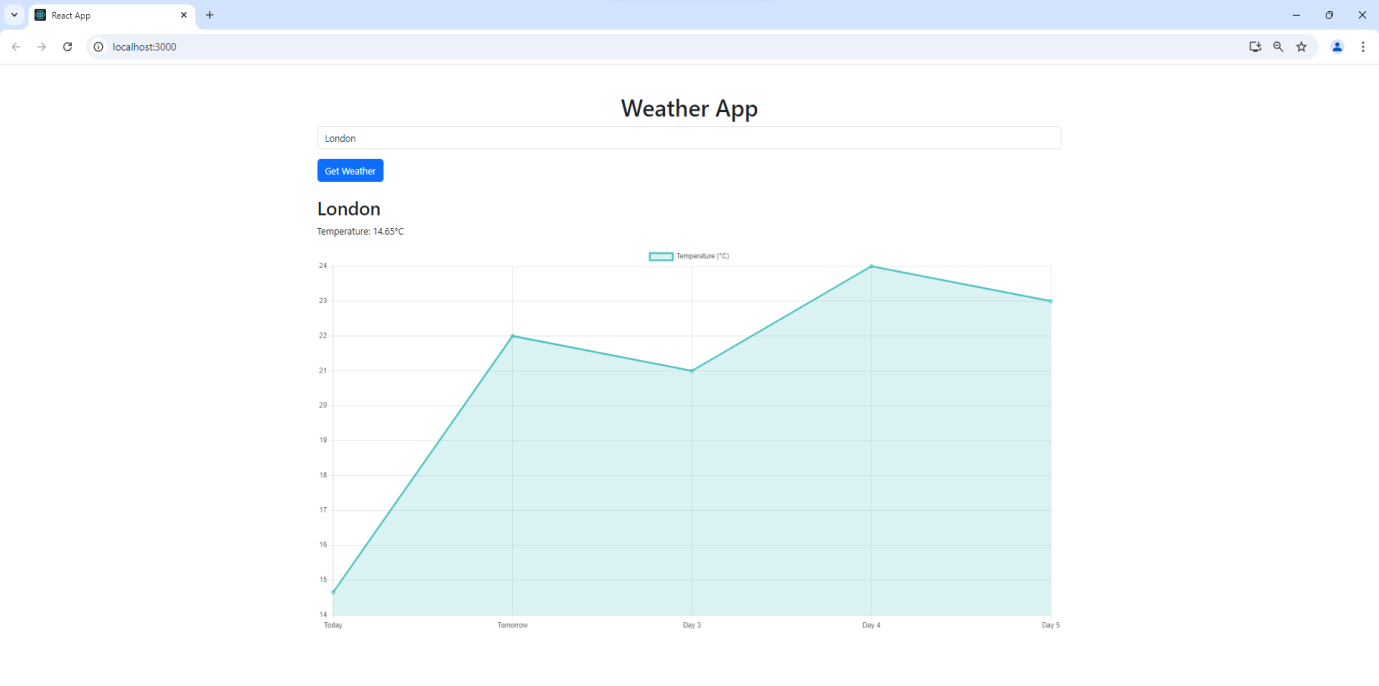 React App
localhost:3000
Weather App
London
Get Weather
London
Temperature: 14.65°C
Temperature (°C)
24
23
22
21
20
19
18
17
16
15
14
Today Tomorrow Day 3 Day 4 Day 5